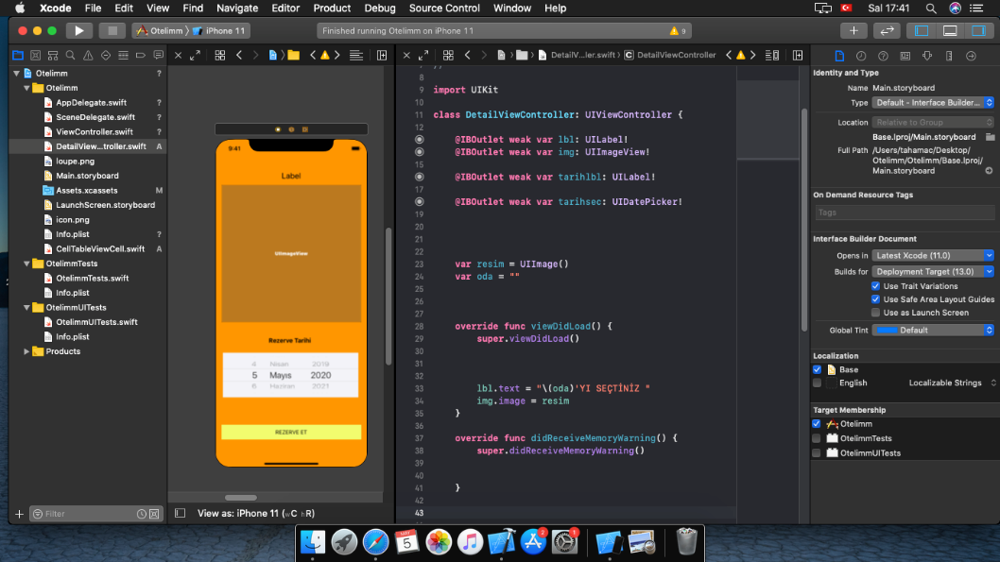 Xcode File Edit View Find Navigate Editor Product Debug Source Control Window Help Sal 17:41
Otelimm iPhone 11 Finished running Otelimm on iPhone 11 9
Otelimm ?
Otelimm
AppDelegate.swift ?
SceneDelegate.swift ?
ViewController.swift ?
DetailView...troller.swift A
loupe.png
Main.storyboard
Assets.xcassets M
LaunchScreen.storyboard
icon.png
Info.plist ?
CellTableViewCell.swift A
OtelimmTests
OtelimmTests.swift
Info.plist
OtelimmUITests
OtelimmUITests.swift
Info.plist
Products
Filter
9:41
Label
UIImageView
Rezerve Tarihi
4 Nisan 2019
5 Mayıs 2020
6 Haziran 2021
REZERVE ET
View as: iPhone 11 (wC hR)
DetailV...ler.swift DetailViewController
8
9 import UIKit
10
11 class DetailViewController: UIViewController {
12
@IBOutlet weak var lbl: UILabel!
@IBOutlet weak var img: UIImageView!
15
@IBOutlet weak var tarihlbl: UILabel!
17
@IBOutlet weak var tarihsec: UIDatePicker!
19
20
21
22
23 var resim = UIImage()
24 var oda = ""
25
26
27
28 override func viewDidLoad() {
29 super.viewDidLoad()
30
31
32
33 lbl.text = "\(oda)'YI SEÇTİNİZ "
34 img.image = resim
35 }
36
37 override func didReceiveMemoryWarning() {
38 super.didReceiveMemoryWarning()
39
40
41 }
42
43
Identity and Type
Name Main.storyboard
Type Default - Interface Builder...
Location Relative to Group
Base.lproj/Main.storyboard
Full Path /Users/tahamac/Desktop/
Otelimm/Otelimm/Base.lproj/
Main.storyboard
On Demand Resource Tags
Tags
Interface Builder Document
Opens in Latest Xcode (11.0)
Builds for Deployment Target (13.0)
Use Trait Variations
Use Safe Area Layout Guides
Use as Launch Screen
Global Tint Default
Localization
Base
English Localizable Strings
Target Membership
Otelimm
OtelimmTests
OtelimmUITests
5
2
1